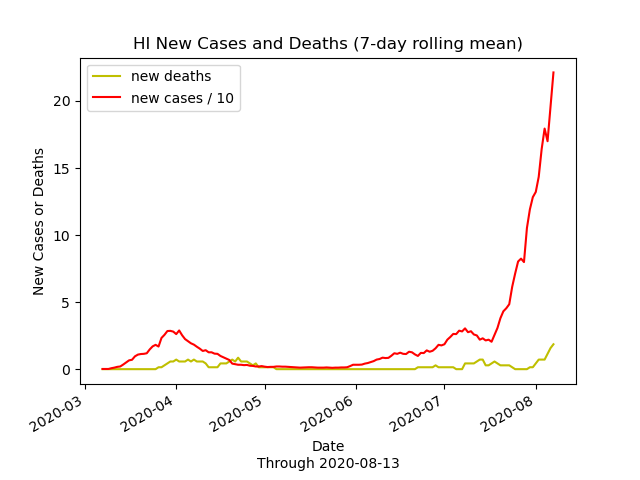 HI New Cases and Deaths (7-day rolling mean)
new deaths
new cases / 10
New Cases or Deaths
20
15
10
5
0
2020-03
2020-04
2020-05
2020-06
2020-07
2020-08
Date
Through 2020-08-13